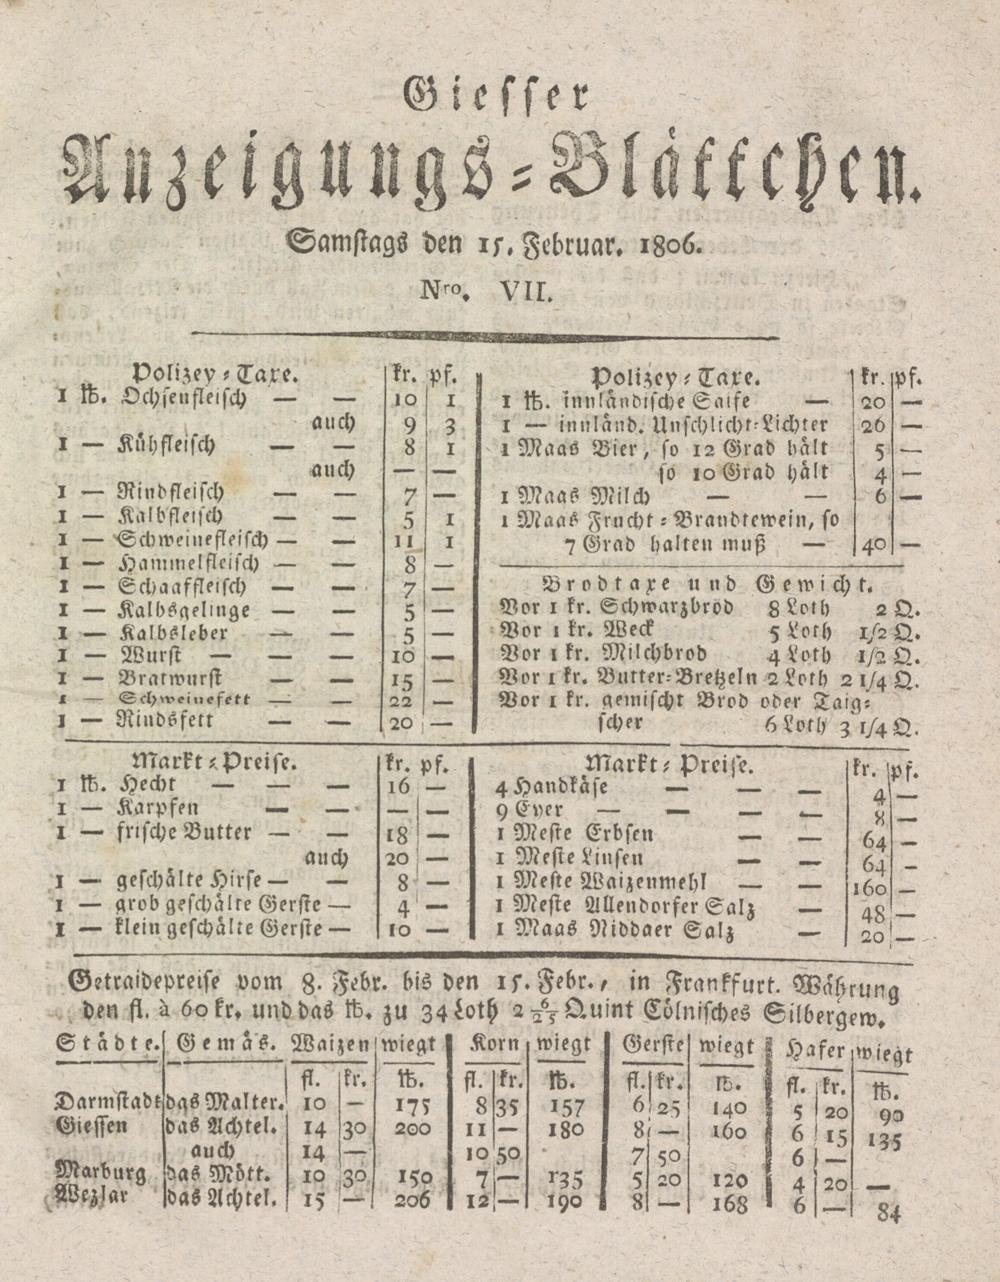 Giesser
Anzeigungs-Blättchen.
Samstags den 15. Februar. 1806.
Nro. VII.
Polizey-Taxe. kr. pf.
1 ℔. Ochsenfleisch — — 10 1
auch 9 3
1 — Kühfleisch — 8 1
auch — —
1 — Rindfleisch — — 7 —
1 — Kalbfleisch — — 5 1
1 — Schweinefleisch — — 11 1
1 — Hammelfleisch — — 8 —
1 — Schaaffleisch — — 7 —
1 — Kalbsgelinge — — 5 —
1 — Kalbsleber — — 5 —
1 — Wurst — — — 10 —
1 — Bratwurst — — 15 —
1 — Schweinefett — — 22 —
1 — Rindsfett — — 20 —
Polizey-Taxe. kr. pf.
1 ℔. innländische Saife — 20 —
1 — innländ. Unschlicht-Lichter 26 —
1 Maas Bier, so 12 Grad hält 5 —
so 10 Grad hält 4 —
1 Maas Milch — — 6 —
1 Maas Frucht-Brandtewein, so
7 Grad halten muß — 40 —
Brodtaxe und Gewicht.
Vor 1 kr. Schwarzbrod 8 Loth 2 Q.
Vor 1 kr. Weck 5 Loth 1/2 Q.
Vor 1 kr. Milchbrod 4 Loth 1/2 Q.
Vor 1 kr. Butter-Bretzeln 2 Loth 2 1/4 Q.
Vor 1 kr. gemischt Brod oder Taig-
scher 6 Loth 3 1/4 Q.
Markt-Preise. kr. pf.
1 ℔. Hecht — — — 16 —
1 — Karpfen — — — —
1 — frische Butter — — 18 —
auch 20 —
1 — geschälte Hirse — — 8 —
1 — grob geschälte Gerste — 4 —
1 — klein geschälte Gerste — 10 —
Markt-Preise. kr. pf.
4 Handkäse — — — 4 —
9 Eyer — — — 8 —
1 Meste Erbsen — — 64 —
1 Meste Linsen — — 64 —
1 Meste Waizenmehl — — 160 —
1 Meste Allendorfer Salz — 48 —
1 Maas Niddaer Salz — 20 —
Getraidepreise vom 8. Febr. bis den 15. Febr., in Frankfurt. Währung
den fl. à 60 kr. und das ℔. zu 34 Loth 2 6/25 Quint Cölnisches Silbergew.
Städte. Gemäs. Waizen wiegt Korn wiegt Gerste wiegt Hafer wiegt
fl. kr. ℔. fl. kr. ℔. fl. kr. ℔. fl. kr. ℔.
Darmstadt das Malter. 10 — 175 8 35 157 6 25 140 5 20 90
Giessen das Achtel. 14 30 200 11 — 180 8 — 160 6 15 135
auch 14 — 10 50 7 50 6 —
Marburg das Mött. 10 30 150 7 — 135 5 20 120 4 20 —
Wezlar das Achtel. 15 — 206 12 — 190 8 — 168 6 — 84